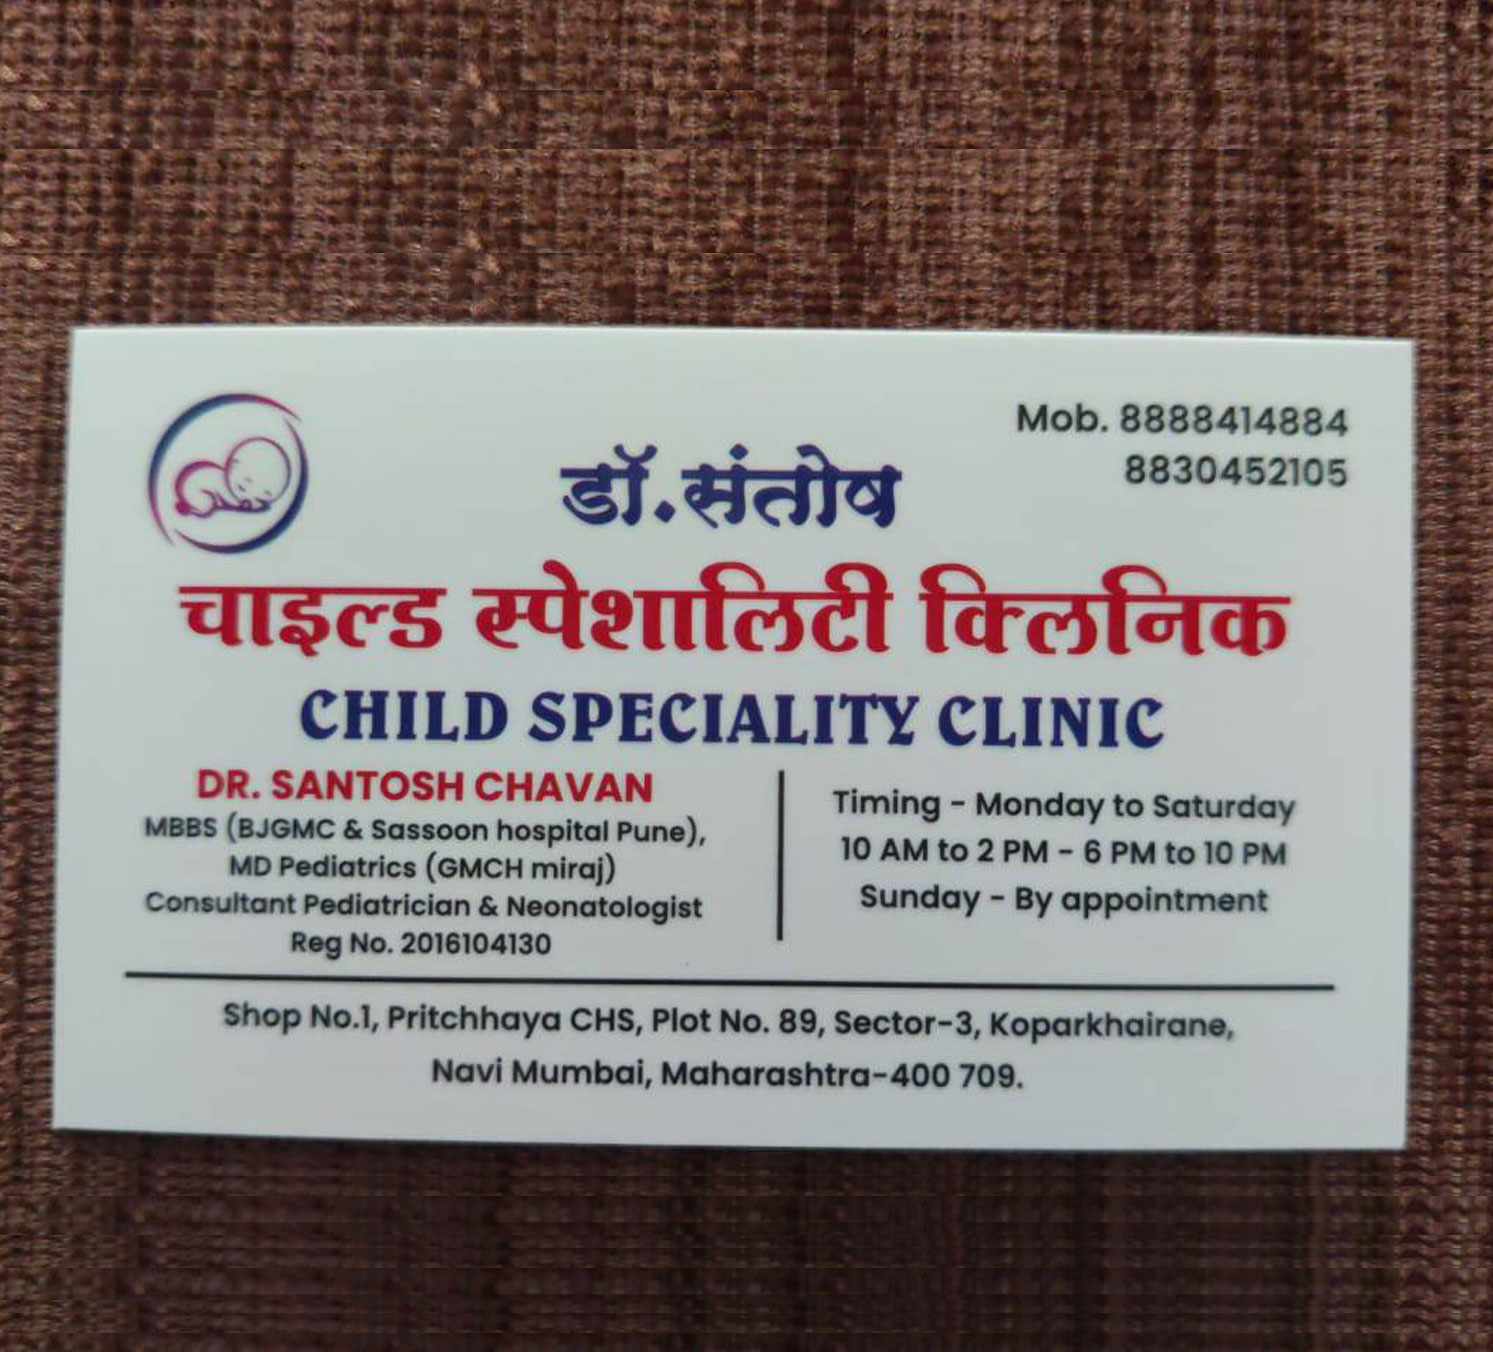 Mob. 8888414884
8830452105
डॉ.संतोष
चाइल्ड स्पेशालिटी क्लिनिक
CHILD SPECIALITY CLINIC
DR. SANTOSH CHAVAN
MBBS (BJGMC & Sassoon hospital Pune),
MD Pediatrics (GMCH miraj)
Consultant Pediatrician & Neonatologist
Reg No. 2016104130
Timing - Monday to Saturday
10 AM to 2 PM - 6 PM to 10 PM
Sunday - By appointment
Shop No.1, Pritchhaya CHS, Plot No. 89, Sector-3, Koparkhairane,
Navi Mumbai, Maharashtra-400 709.